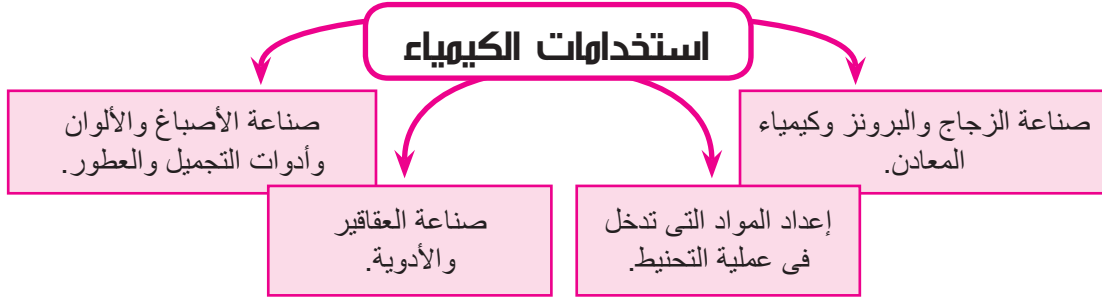 استخدامات الكيمياء
صناعة الزجاج والبرونز وكيمياء
المعادن.
إعداد المواد التى تدخل
فى عملية التحنيط.
صناعة العقاقير
والأدوية.
صناعة الأصباغ والألوان
وأدوات التجميل والعطور.